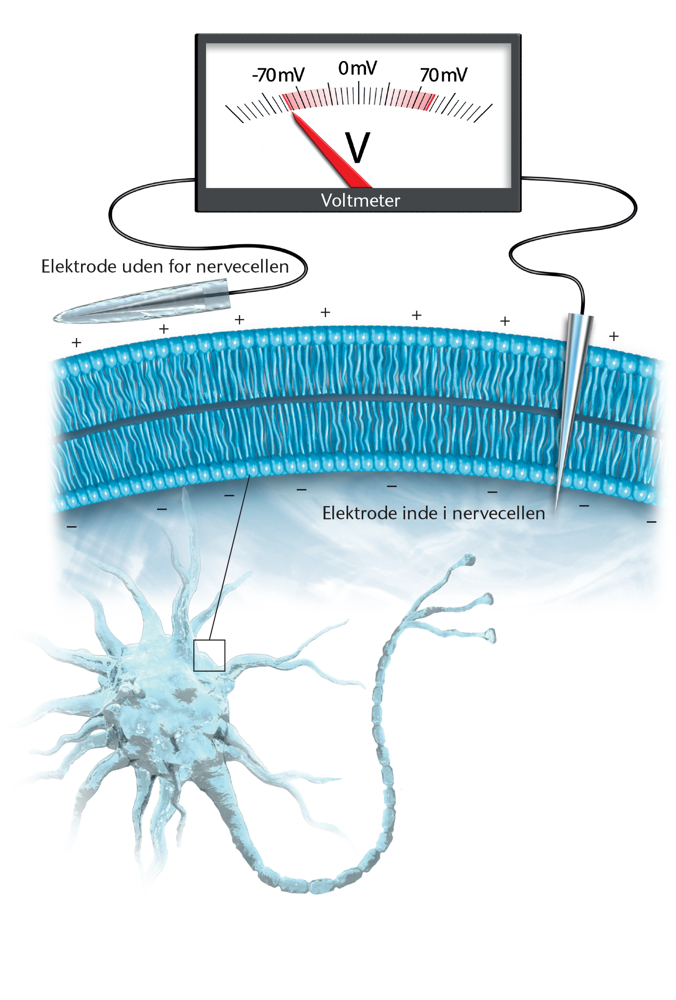 -70 mV 0 mV 70 mV
V
Voltmeter
Elektrode uden for nervecellen
+ + + + + + +
− − − − − − − −
Elektrode inde i nervecellen